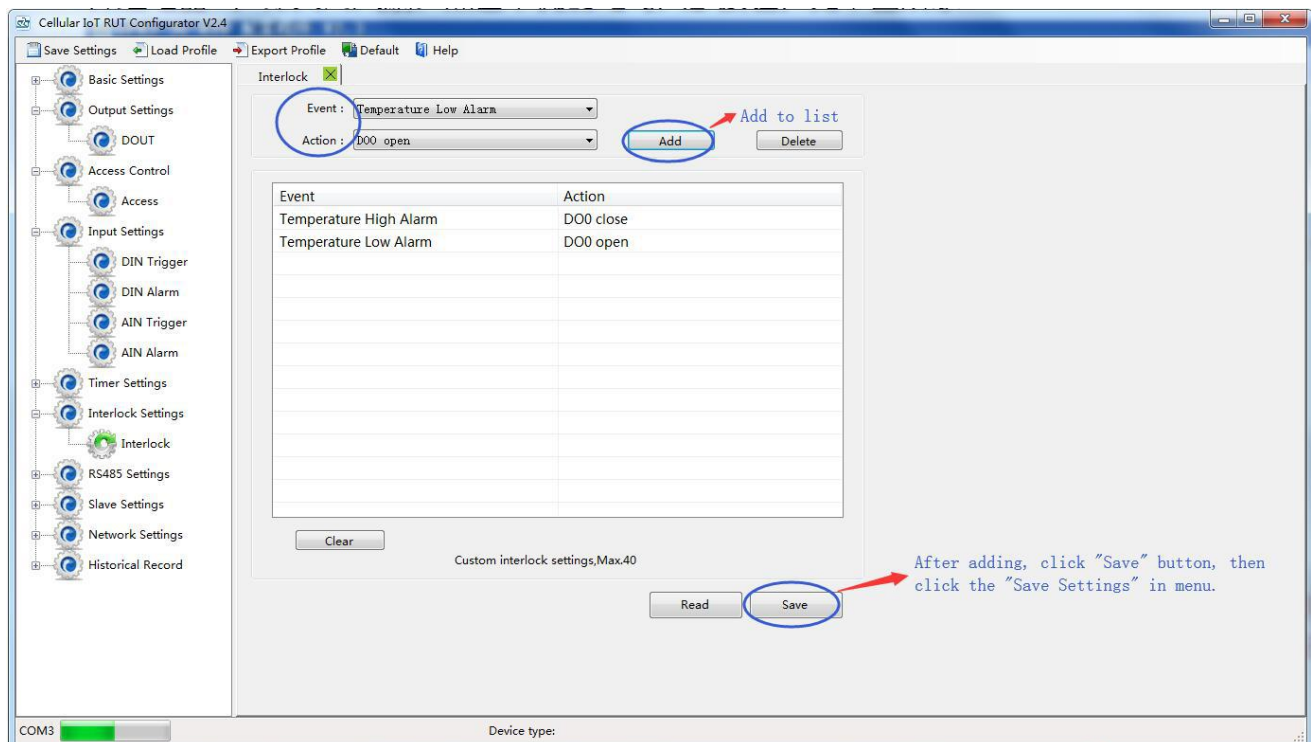 Cellular IoT RUT Configurator V2.4
Save Settings Load Profile Export Profile Default Help
Basic Settings
Output Settings
DOUT
Access Control
Access
Input Settings
DIN Trigger
DIN Alarm
AIN Trigger
AIN Alarm
Timer Settings
Interlock Settings
Interlock
RS485 Settings
Slave Settings
Network Settings
Historical Record
Interlock
Event : Temperature Low Alarm
Add to list
Action : DO0 open Add Delete
Event Action
Temperature High Alarm DO0 close
Temperature Low Alarm DO0 open
Clear
Custom interlock settings,Max.40
After adding, click "Save" button, then
click the "Save Settings" in menu.
Read Save
COM3 Device type: